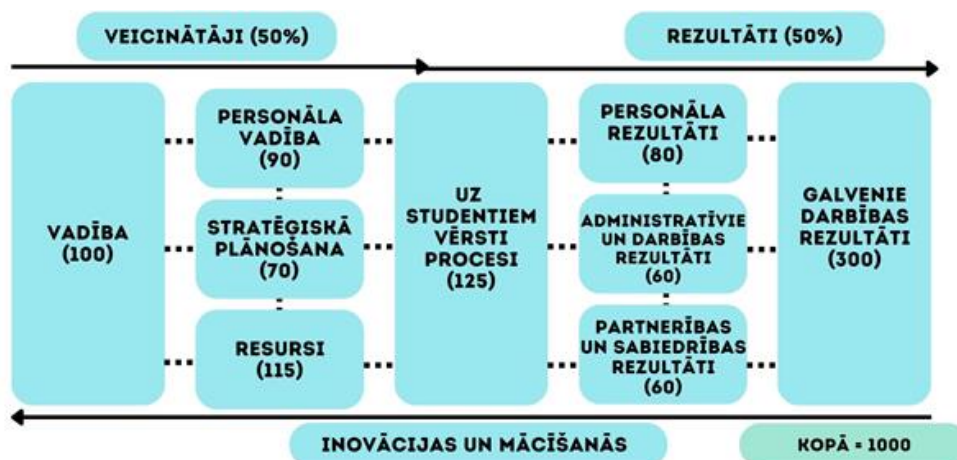 VEICINĀTĀJI (50%)
REZULTĀTI (50%)
VADĪBA
(100)
PERSONĀLA
VADĪBA
(90)
STRATĒĢISKĀ
PLĀNOŠANA
(70)
RESURSI
(115)
UZ
STUDENTIEM
VĒRSTI
PROCESI
(125)
PERSONĀLA
REZULTĀTI
(80)
ADMINISTRATĪVIE
UN DARBĪBAS
REZULTĀTI
(60)
PARTNERĪBAS
UN SABIEDRĪBAS
REZULTĀTI
(60)
GALVENIE
DARBĪBAS
REZULTĀTI
(300)
INOVĀCIJAS UN MĀCĪŠANĀS
KOPĀ = 1000